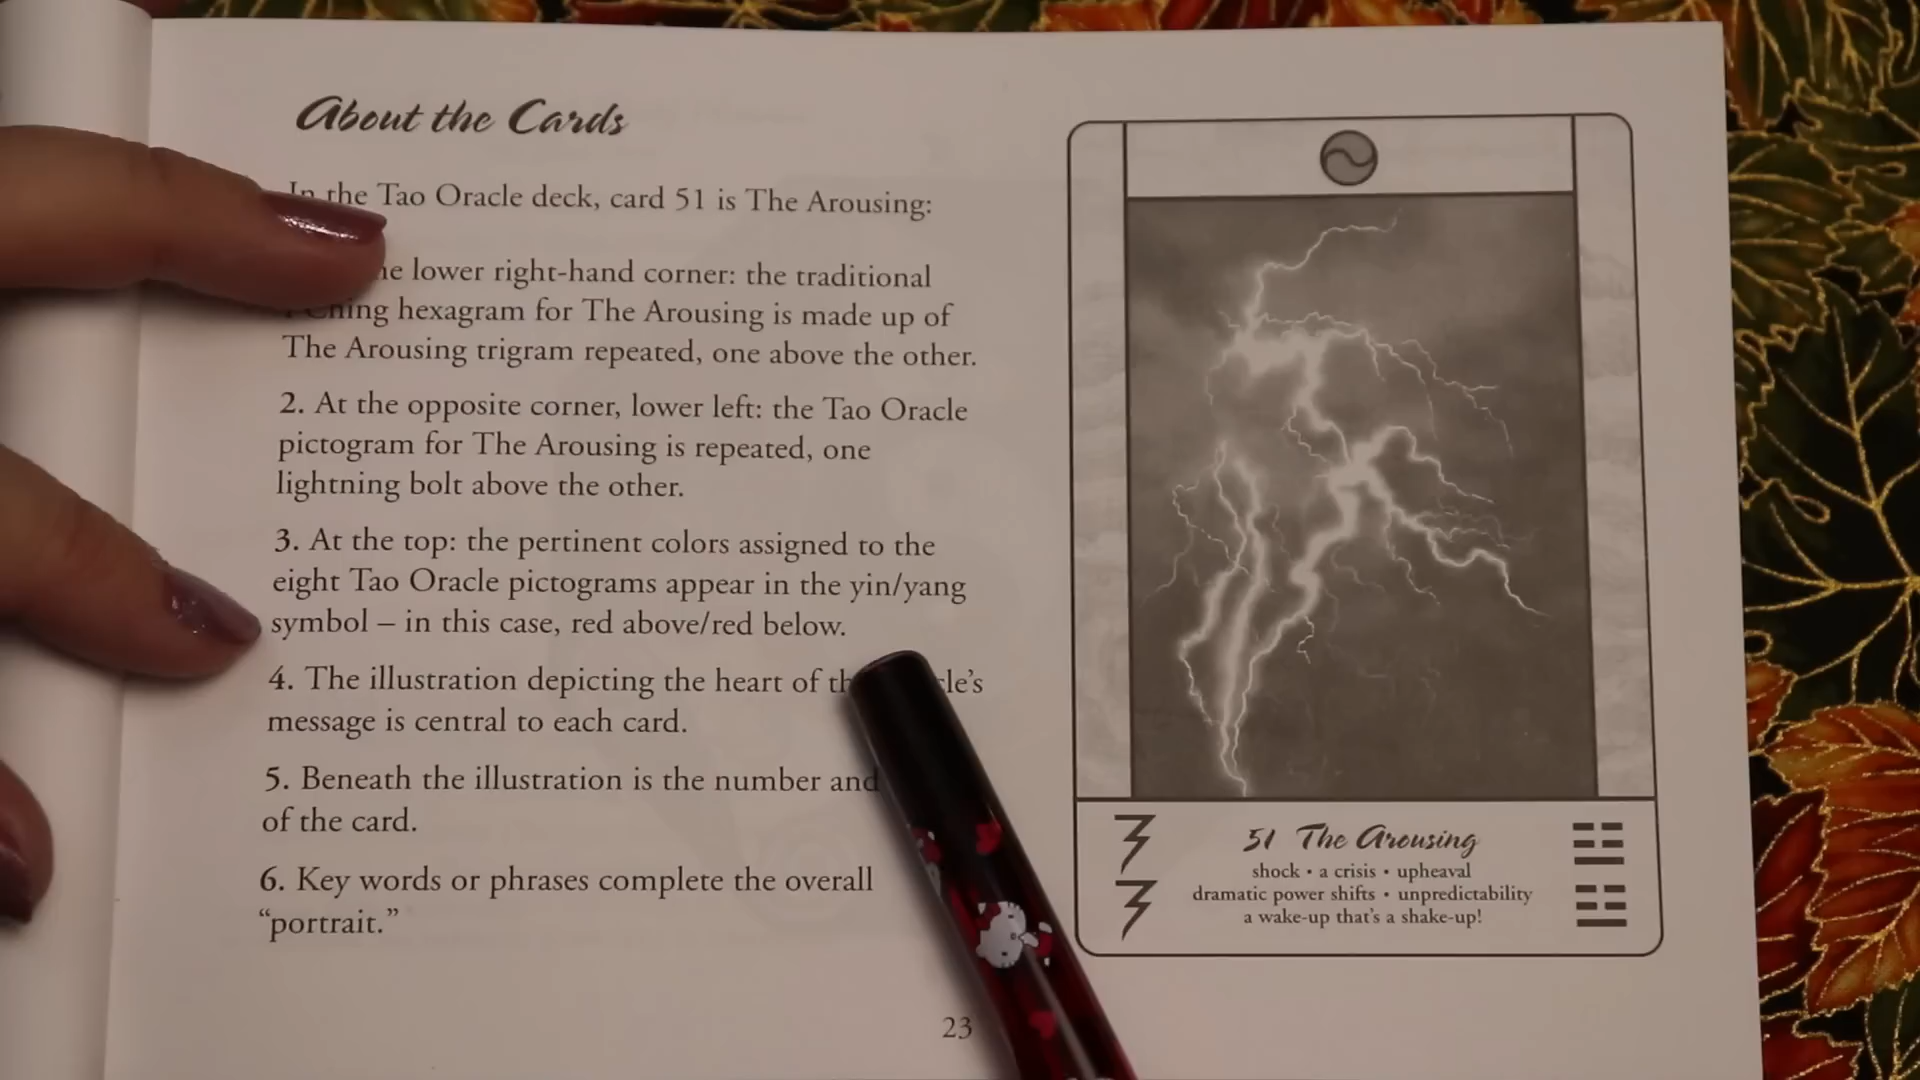 About the Cards
the Tao Oracle deck, card 51 is The Arousing:
lower right-hand corner: the traditional
hexagram for The Arousing is made up of
The Arousing trigram repeated, one above the other.
2. At the opposite corner, lower left: the Tao Oracle
pictogram for The Arousing is repeated, one
lightning bolt above the other.
3. At the top: the pertinent colors assigned to the
eight Tao Oracle pictograms appear in the yin/yang
symbol – in this case, red above/red below.
4. The illustration depicting the heart of
message is central to each card.
5. Beneath the illustration is the number and
of the card.
6. Key words or phrases complete the overall
“portrait.”
23
51 The Arousing
shock • a crisis • upheaval
dramatic power shifts • unpredictability
a wake-up that's a shake-up!